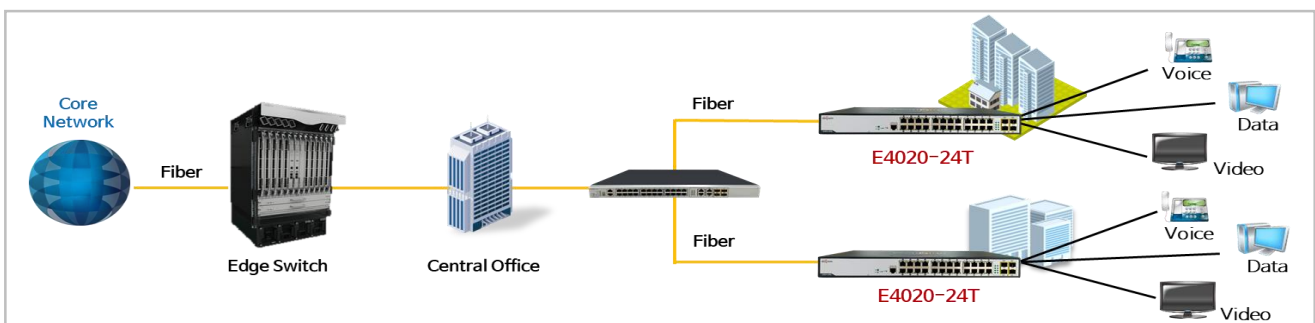 Core
Network
Fiber
Edge Switch
Central Office
Fiber
E4020-24T
Voice
Data
Video
Fiber
E4020-24T
Voice
Data
Video